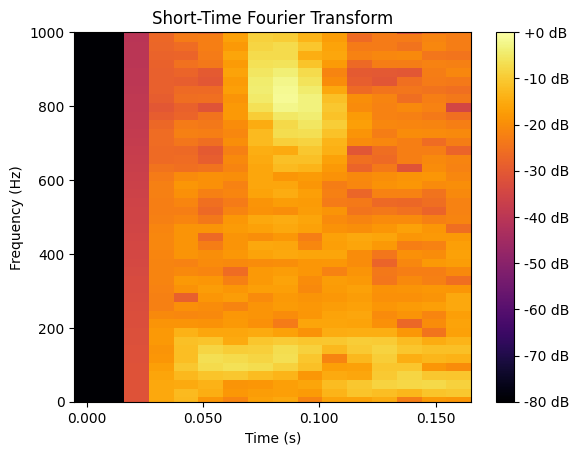 Short-Time Fourier Transform
1000
800
600
400
200
0
Frequency (Hz)
0.000
0.050
0.100
0.150
Time (s)
+0 dB
-10 dB
-20 dB
-30 dB
-40 dB
-50 dB
-60 dB
-70 dB
-80 dB